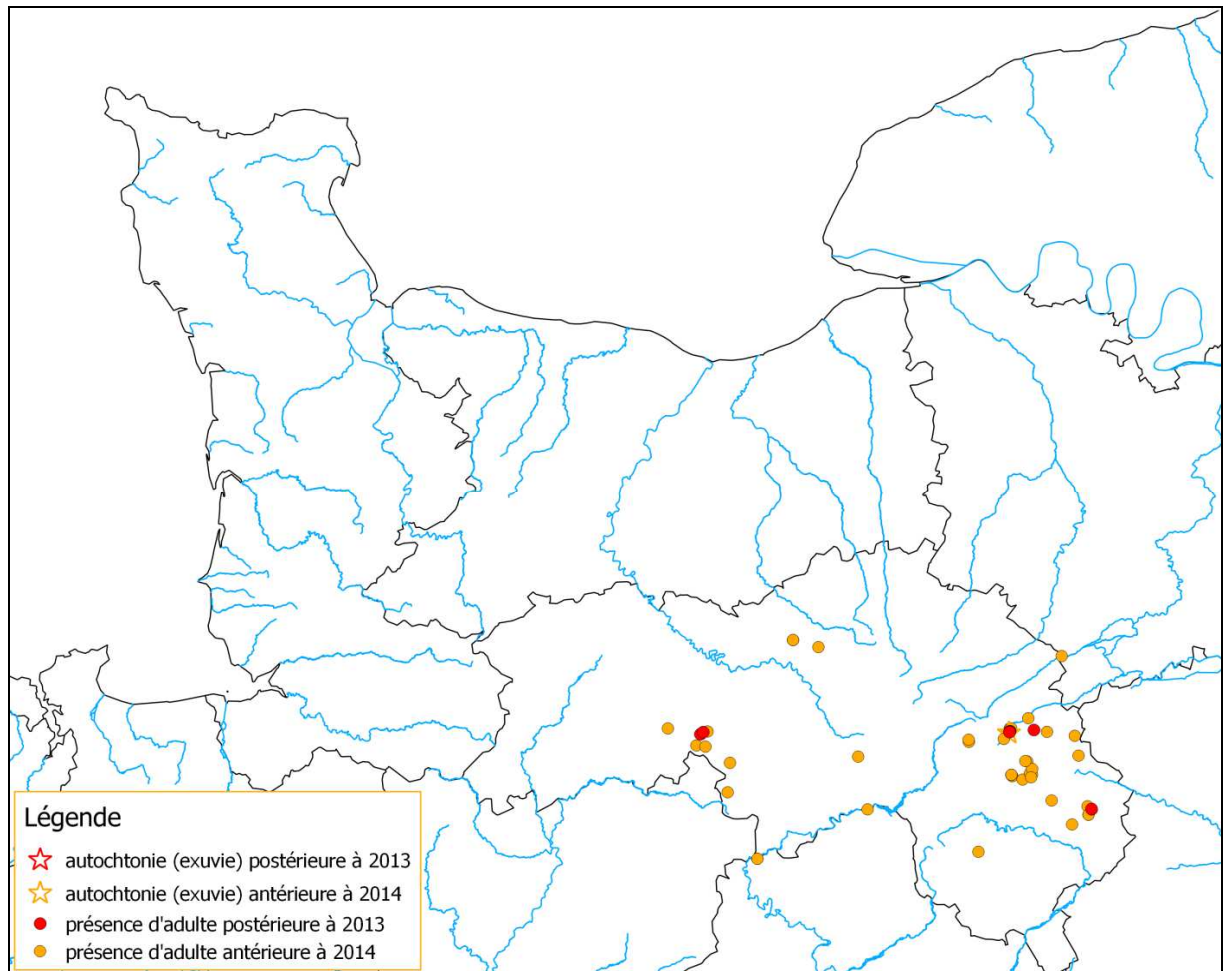 Légende
autochtonie (exuvie) postérieure à 2013
autochtonie (exuvie) antérieure à 2014
présence d'adulte postérieure à 2013
présence d'adulte antérieure à 2014